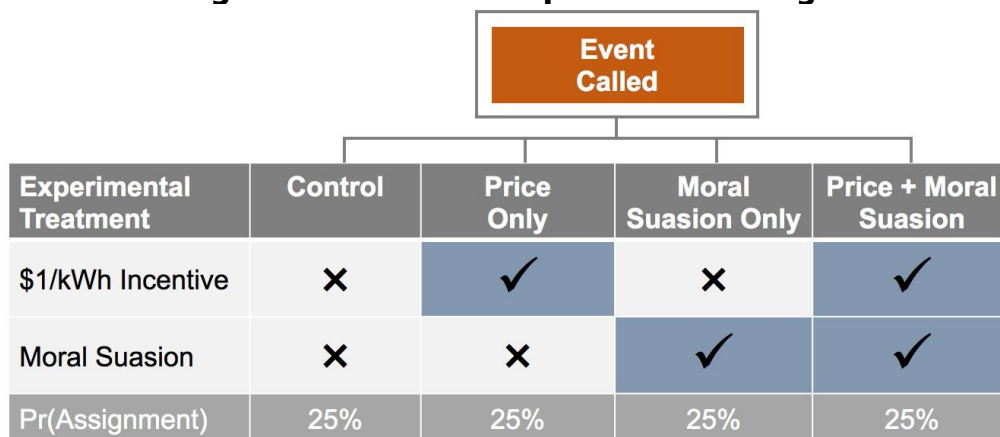 Event
Called
Experimental Treatment
Control
Price Only
Moral Suasion Only
Price + Moral Suasion
$1/kWh Incentive
✗
✓
✗
✓
Moral Suasion
✗
✗
✓
✓
Pr(Assignment)
25%
25%
25%
25%